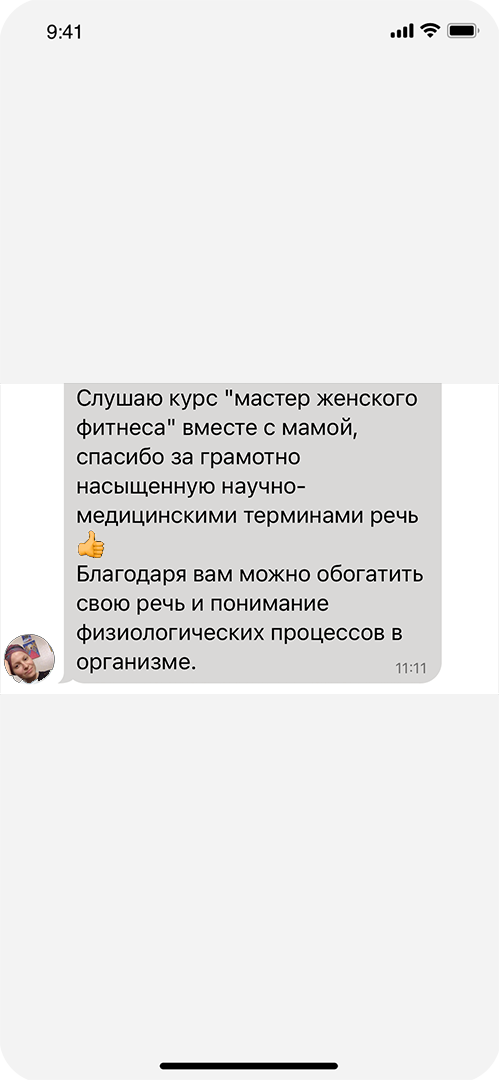 9:41
Слушаю курс "мастер женского
фитнеса" вместе с мамой,
спасибо за грамотно
насыщенную научно-
медицинскими терминами речь
👍
Благодаря вам можно обогатить
свою речь и понимание
физиологических процессов в
организме.
11:11